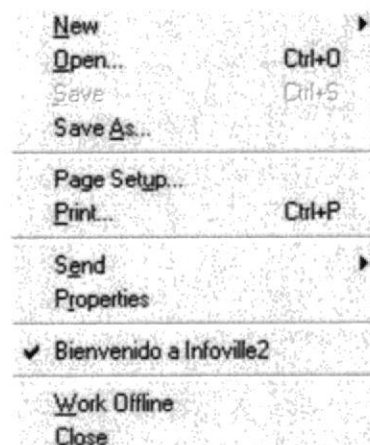 New
Open... Ctrl+O
Save Ctrl+S
Save As...
Page Setup...
Print... Ctrl+P
Send
Properties
Bienvenido a Infoville2
Work Offline
Close